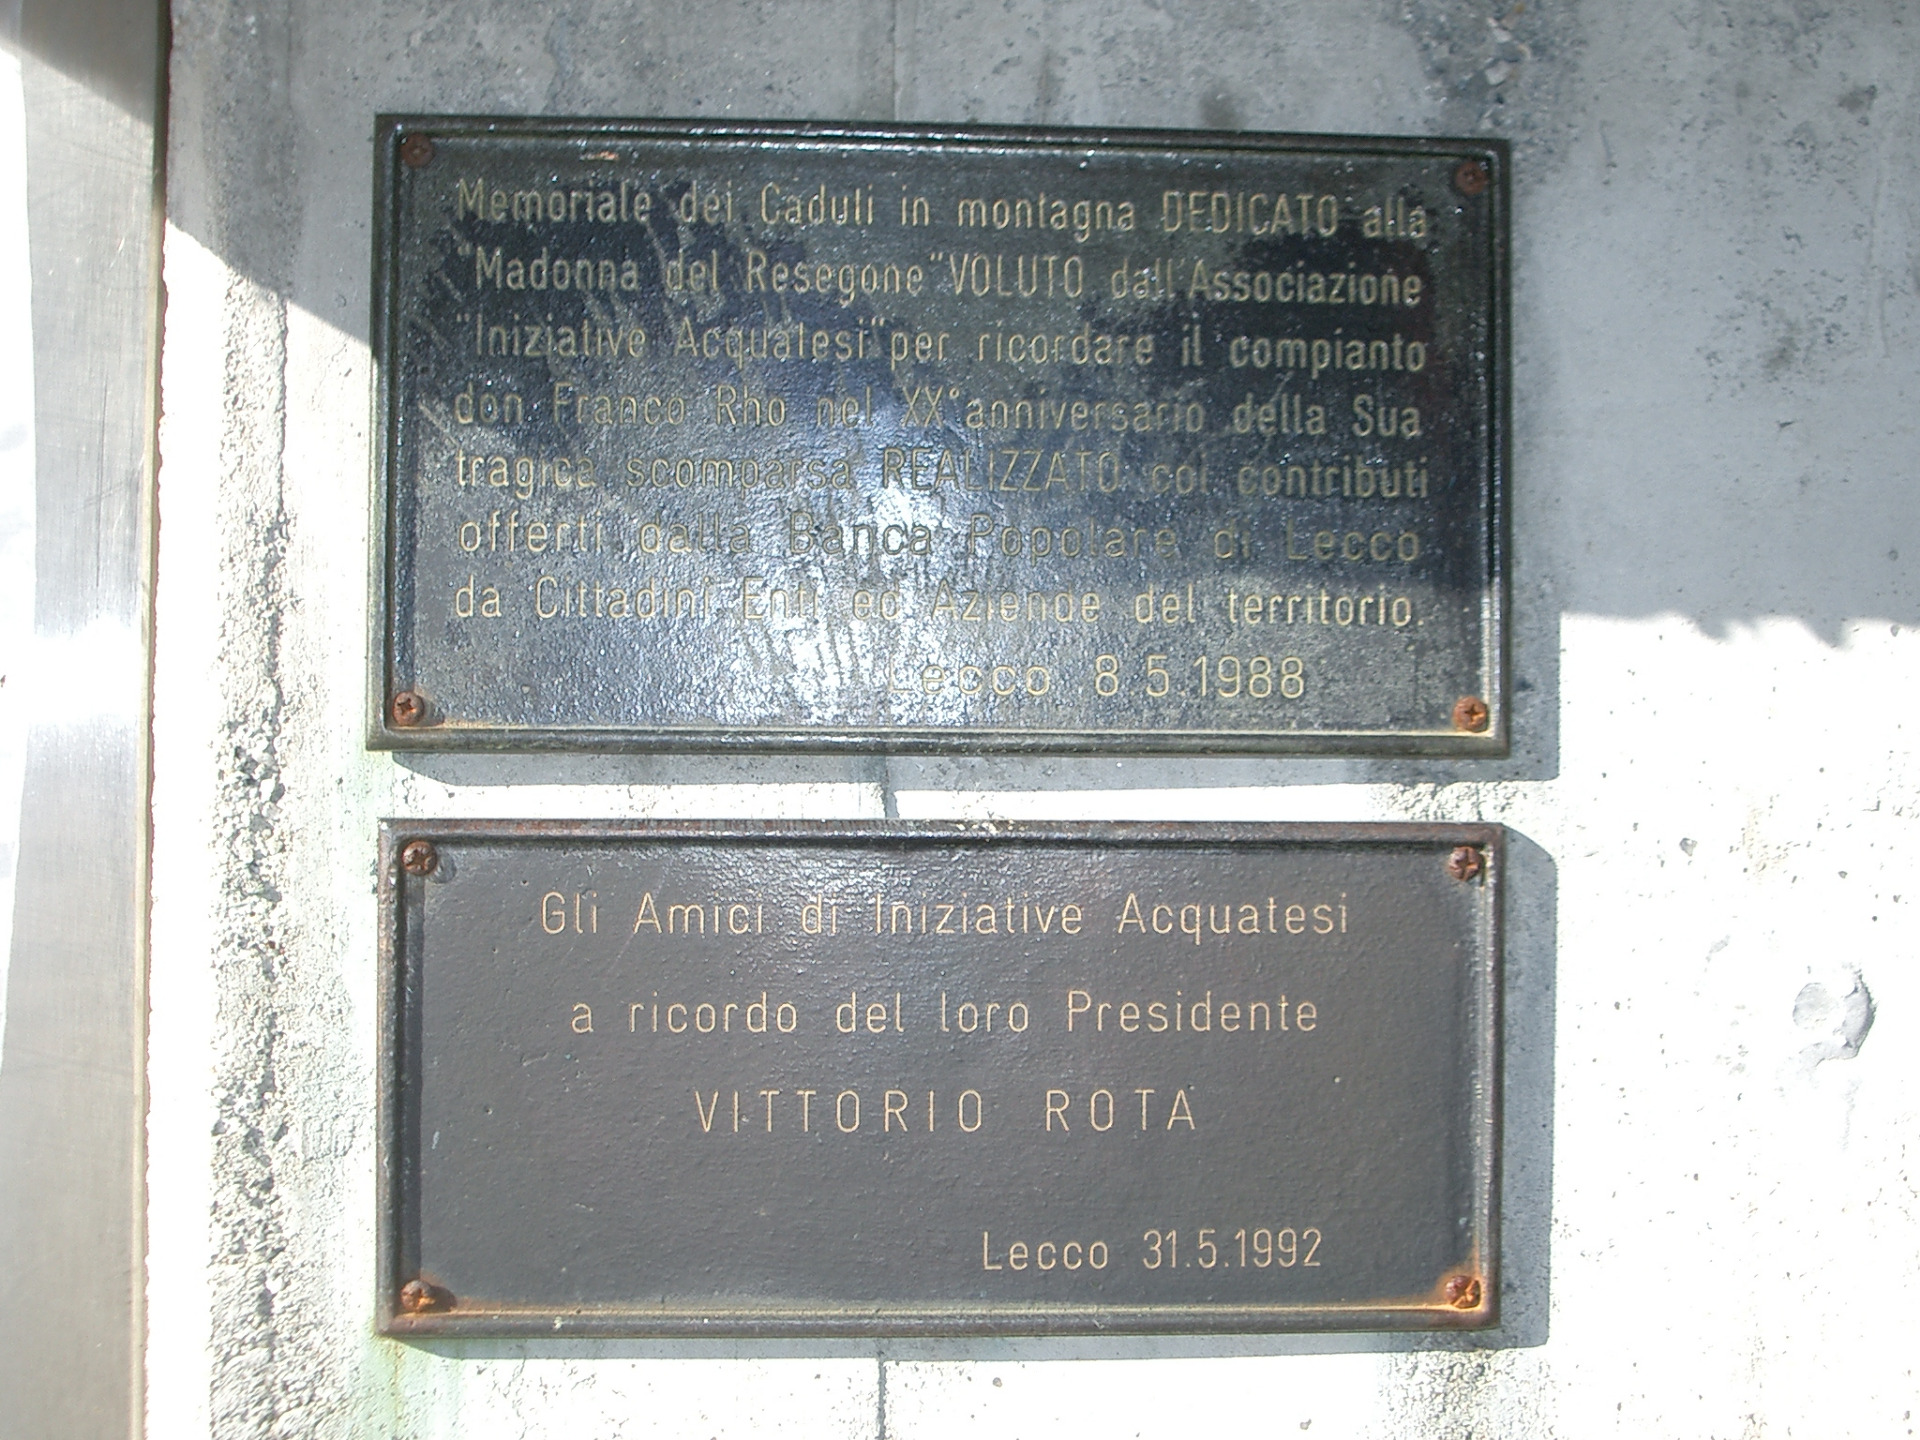 Memoriale dei Caduti in montagna DEDICATO alla
"Madonna del Resegone" VOLUTO dall'Associazione
"Iniziative Acquatesi" per ricordare il compianto
don Franco Rho nel XX° anniversario della Sua
tragica scomparsa REALIZZATO coi contributi
offerti dalla Banca Popolare di Lecco
da Cittadini Enti ed Aziende del territorio.
Lecco 8.5.1988
Gli Amici di Iniziative Acquatesi
a ricordo del loro Presidente
VITTORIO ROTA
Lecco 31.5.1992